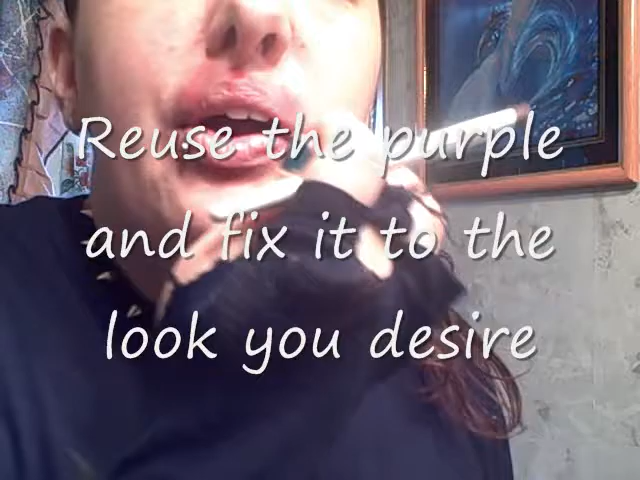 Reuse the purple
and fix it to the
look you desire